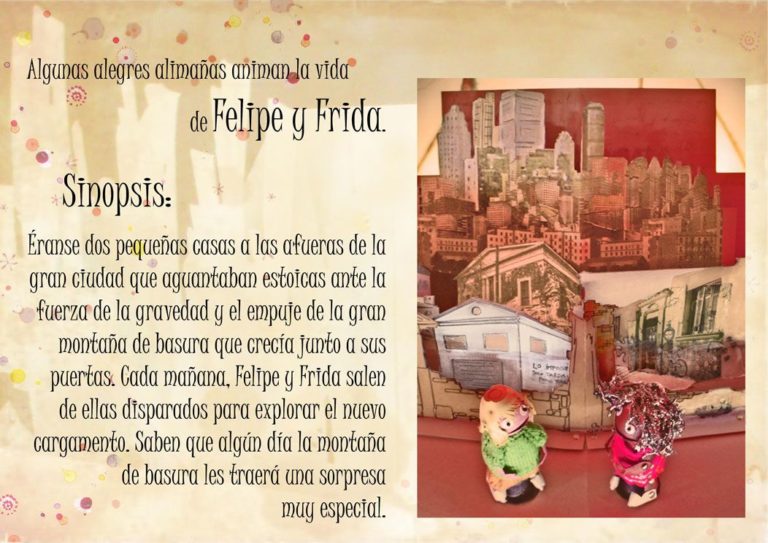 Algunas alegres alimañas animan la vida
de Felipe y Frida.
Sinopsis:
Éranse dos pequeñas casas a las afueras de la
gran ciudad que aguantaban estoicas ante la
fuerza de la gravedad y el empuje de la gran
montaña de basura que crecía junto a sus
puertas. Cada mañana, Felipe y Frida salen
de ellas disparados para explorar el nuevo
cargamento. Saben que algún día la montaña
de basura les traerá una sorpresa
muy especial.